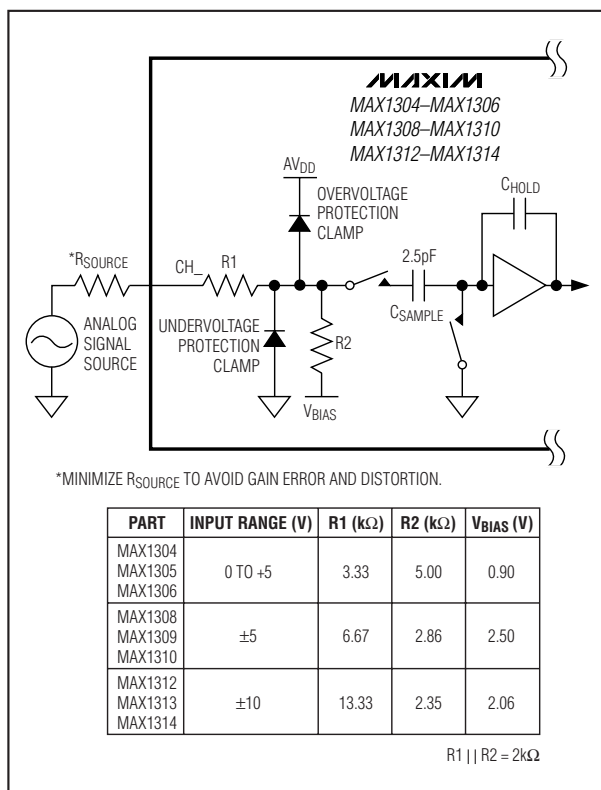 MAXIM
MAX1304–MAX1306
MAX1308–MAX1310
MAX1312–MAX1314
AVDD
OVERVOLTAGE
PROTECTION
CLAMP
CHOLD
*RSOURCE
CH_
R1
2.5pF
CSAMPLE
ANALOG
SIGNAL
SOURCE
UNDERVOLTAGE
PROTECTION
CLAMP
R2
VBIAS
*MINIMIZE RSOURCE TO AVOID GAIN ERROR AND DISTORTION.
PART INPUT RANGE (V) R1 (kΩ) R2 (kΩ) VBIAS (V)
MAX1304
MAX1305 0 TO +5 3.33 5.00 0.90
MAX1306
MAX1308
MAX1309 ±5 6.67 2.86 2.50
MAX1310
MAX1312
MAX1313 ±10 13.33 2.35 2.06
MAX1314
R1 || R2 = 2kΩ